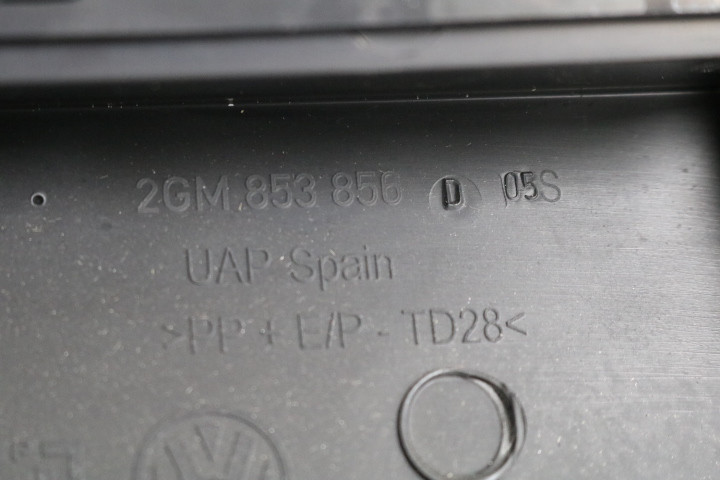 2GM 853 856 D 05S
UAP Spain
>PP + E/P - TD28<